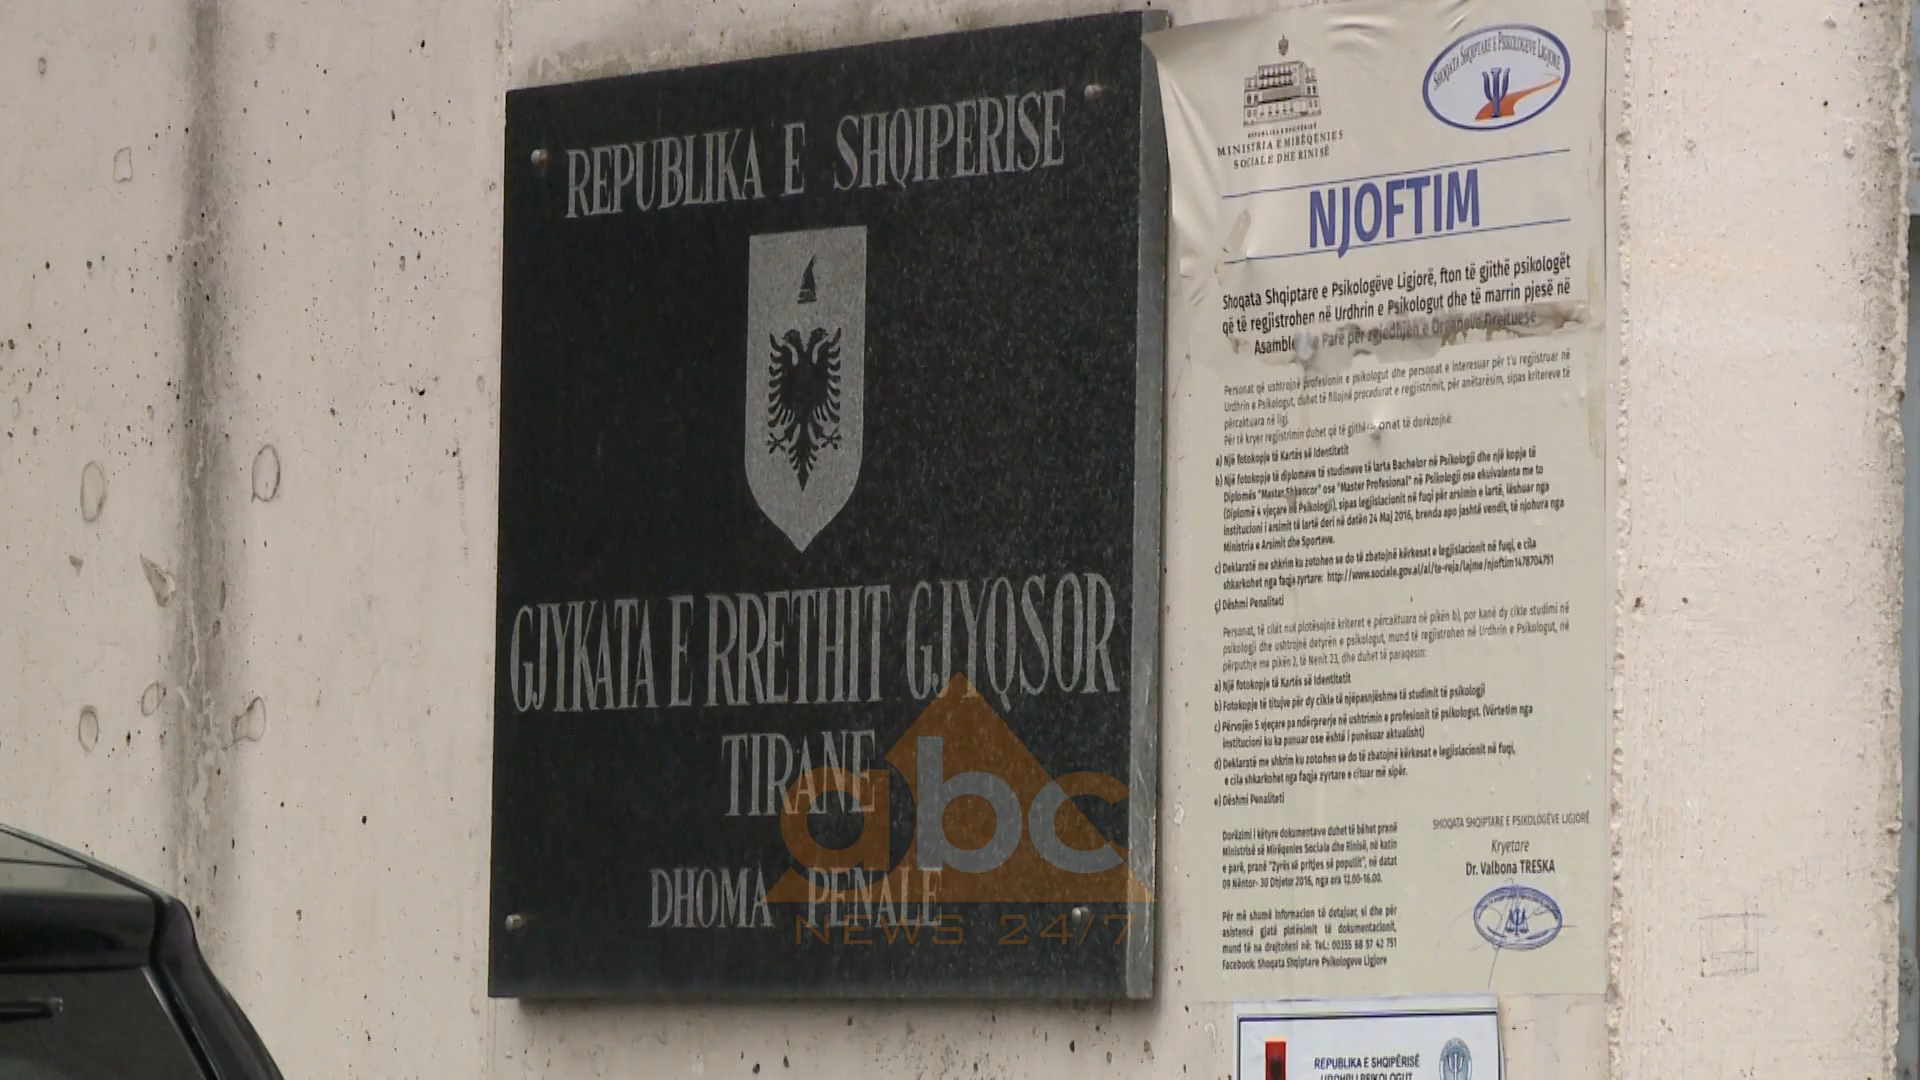 REPUBLIKA E SHQIPERISE
GJYKATA E RRETHIT GJYQSOR
TIRANE
DHOMA PENALE
abc
NEWS 24/7
SHOQATA SHQIPTARE E PSIKOLOGËVE LIGJORË
REPUBLIKA E SHQIPËRISË
MINISTRIA E MIRËQENIES
SOCIALE DHE RINISË
NJOFTIM
Shoqata Shqiptare e Psikologëve Ligjorë, fton të gjithë psikologët
që të regjistrohen në Urdhrin e Psikologut dhe të marrin pjesë në
e Parë për zgjedhjen e Organeve Drejtuese
Personat që ushtrojnë profesionin e psikologut dhe personat e interesuar për t'u regjistruar në
Urdhrin e Psikologut, duhet të fillojnë procedurat e regjistrimit, për anëtarësim, sipas kritereve të
përcaktuara në ligj.
Për të kryer regjistrimin duhet që të gjithë të dorëzojnë:
a) Një fotokopje të Kartës së Identitetit
b) Një fotokopje të diplomave të studimeve të larta Bachelor në Psikologji dhe një kopje të
Diplomës "Master Shkencor" ose "Master Profesional" në Psikologji ose ekuivalente me to
(Diplomë 4 vjeçare në Psikologji), sipas legjislacionit në fuqi për arsimin e lartë, lëshuar nga
institucioni i arsimit të lartë deri në datën 24 Maj 2016, brenda apo jashtë vendit, të njohura nga
Ministria e Arsimit dhe Sporteve.
c) Deklaratë me shkrim ku zotohen se do të zbatojnë kërkesat e legjislacionit në fuqi, e cila
shkarkohet nga faqja zyrtare: http://www.sociale.gov.al/al/te-reja/lajme/njoftim1478704751
ç) Dëshmi Penaliteti
Personat, të cilët nuk plotësojnë kriteret e përcaktuara në pikën b), por kanë dy cikle studimi në
psikologji dhe ushtrojnë detyrën e psikologut, mund të regjistrohen në Urdhrin e Psikologut, në
përputhje me pikën 2, të Nenit 23, dhe duhet të paraqesin:
a) Një fotokopje të Kartës së Identitetit
b) Fotokopje të titujve për dy cikle të njëpasnjëshme të studimit të psikologji
c) Përvojën 5 vjeçare pa ndërprerje në ushtrimin e profesionit të psikologut. (Vërtetim nga
institucioni ku ka punuar ose është i punësuar aktualisht)
d) Deklaratë me shkrim ku zotohen se do të zbatojnë kërkesat e legjislacionit në fuqi,
e cila shkarkohet nga faqja zyrtare e cituar më sipër.
e) Dëshmi Penaliteti
Dorëzimi i këtyre dokumentave duhet të bëhet pranë
Ministrisë së Mirëqenies Sociale dhe Rinisë, në katin
e parë, pranë "Zyrës së pritjes së popullit", në datat
09 Nëntor- 30 Dhjetor 2016, nga ora 12.00-16.00.
Për më shumë informacion të detajuar, si dhe për
asistencë gjatë plotësimit të dokumentacionit,
mund të na drejtoheni në: Tel.: 00355 68 57 42 751
Facebook: Shoqata Shqiptare Psikologeve Ligjore
SHOQATA SHQIPTARE E PSIKOLOGËVE LIGJORË
Kryetare
Dr. Valbona TRESKA
REPUBLIKA E SHQIPËRISË
URDHRI I PSIKOLOGUT